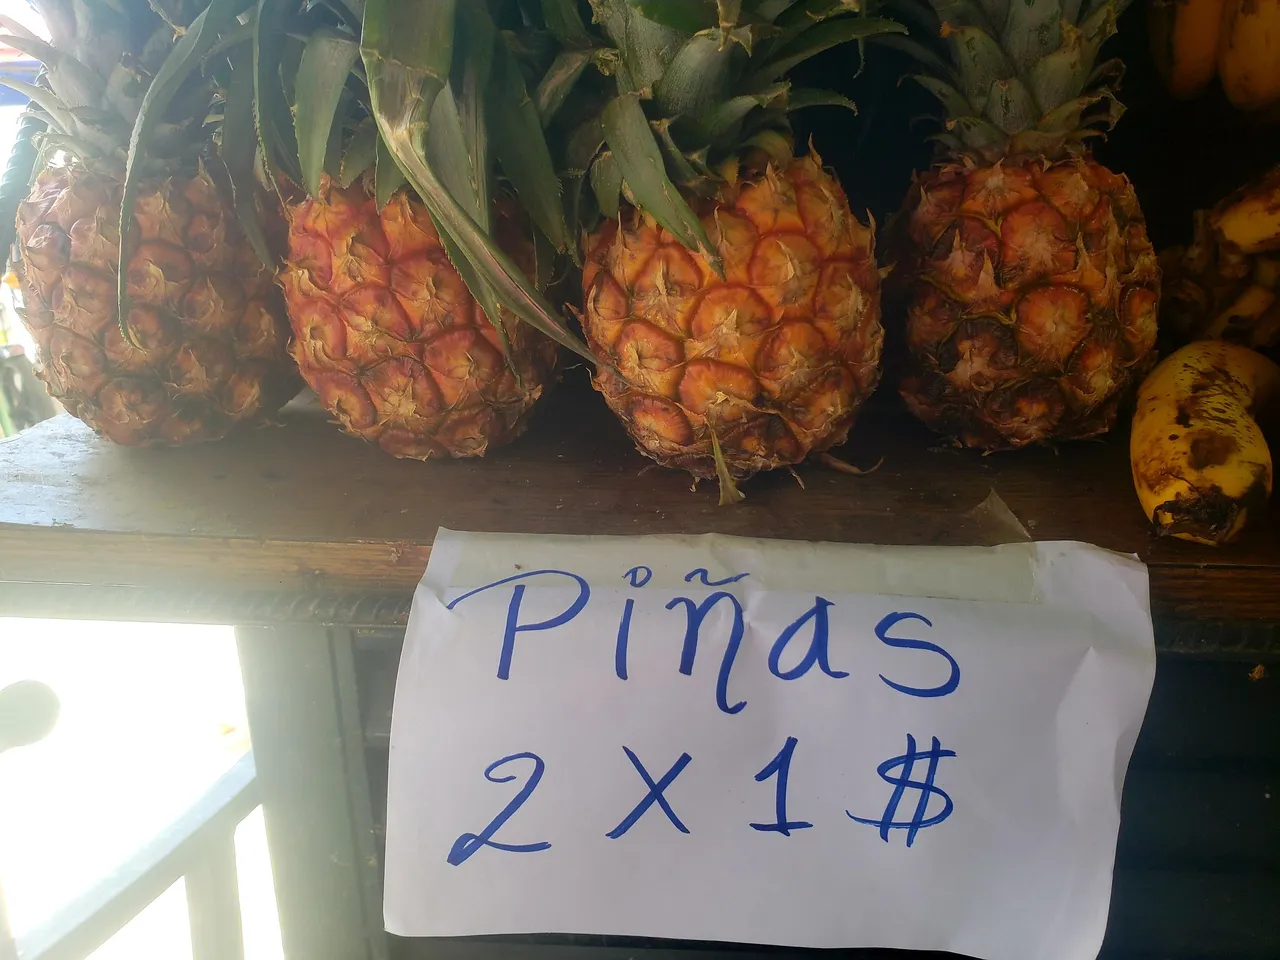 Piñas
2 X 1 $